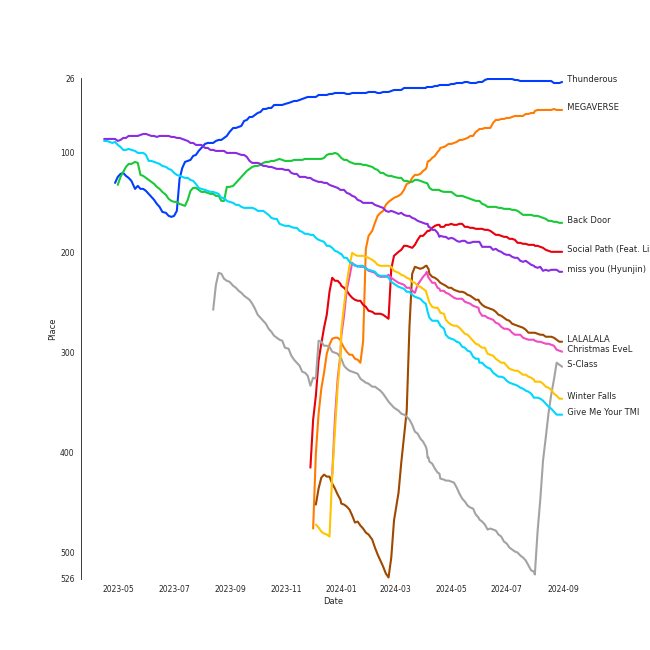 26
Thunderous
MEGAVERSE
100
Back Door
200
Social Path (Feat. Li
miss you (Hyunjin)
Place
LALALALA
300
Christmas EveL
S-Class
Winter Falls
400
Give Me Your TMI
500
526
2023-05
2023-07
2023-09
2023-11
2024-01
2024-03
2024-05
2024-07
2024-09
Date